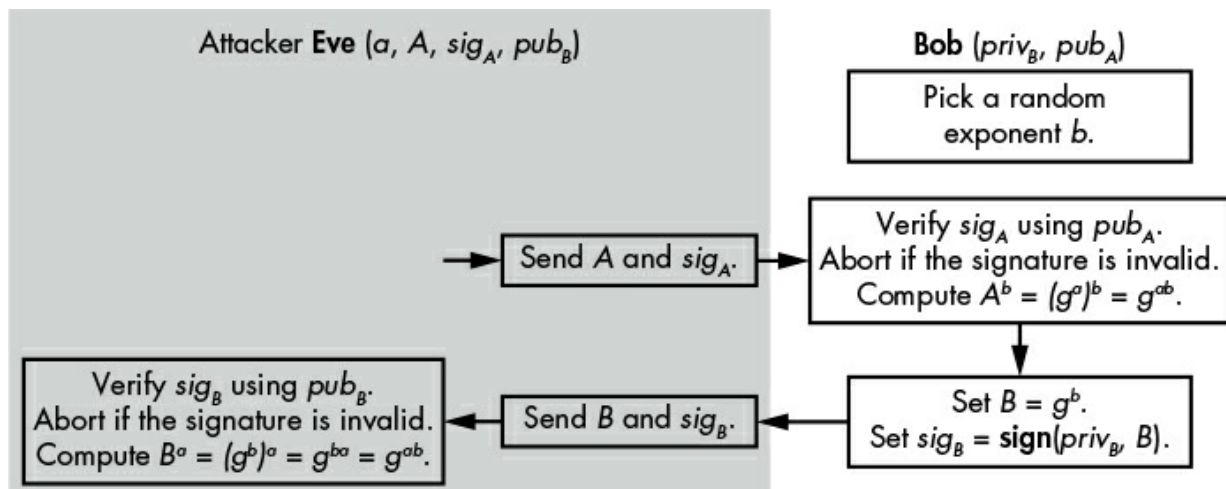 Attacker Eve (a, A, sig_A, pub_B)
Bob (priv_B, pub_A)
Pick a random
exponent b.
Send A and sig_A.
Verify sig_A using pub_A.
Abort if the signature is invalid.
Compute A^b = (g^a)^b = g^ab.
Set B = g^b.
Set sig_B = sign(priv_B, B).
Send B and sig_B.
Verify sig_B using pub_B.
Abort if the signature is invalid.
Compute B^a = (g^b)^a = g^ba = g^ab.